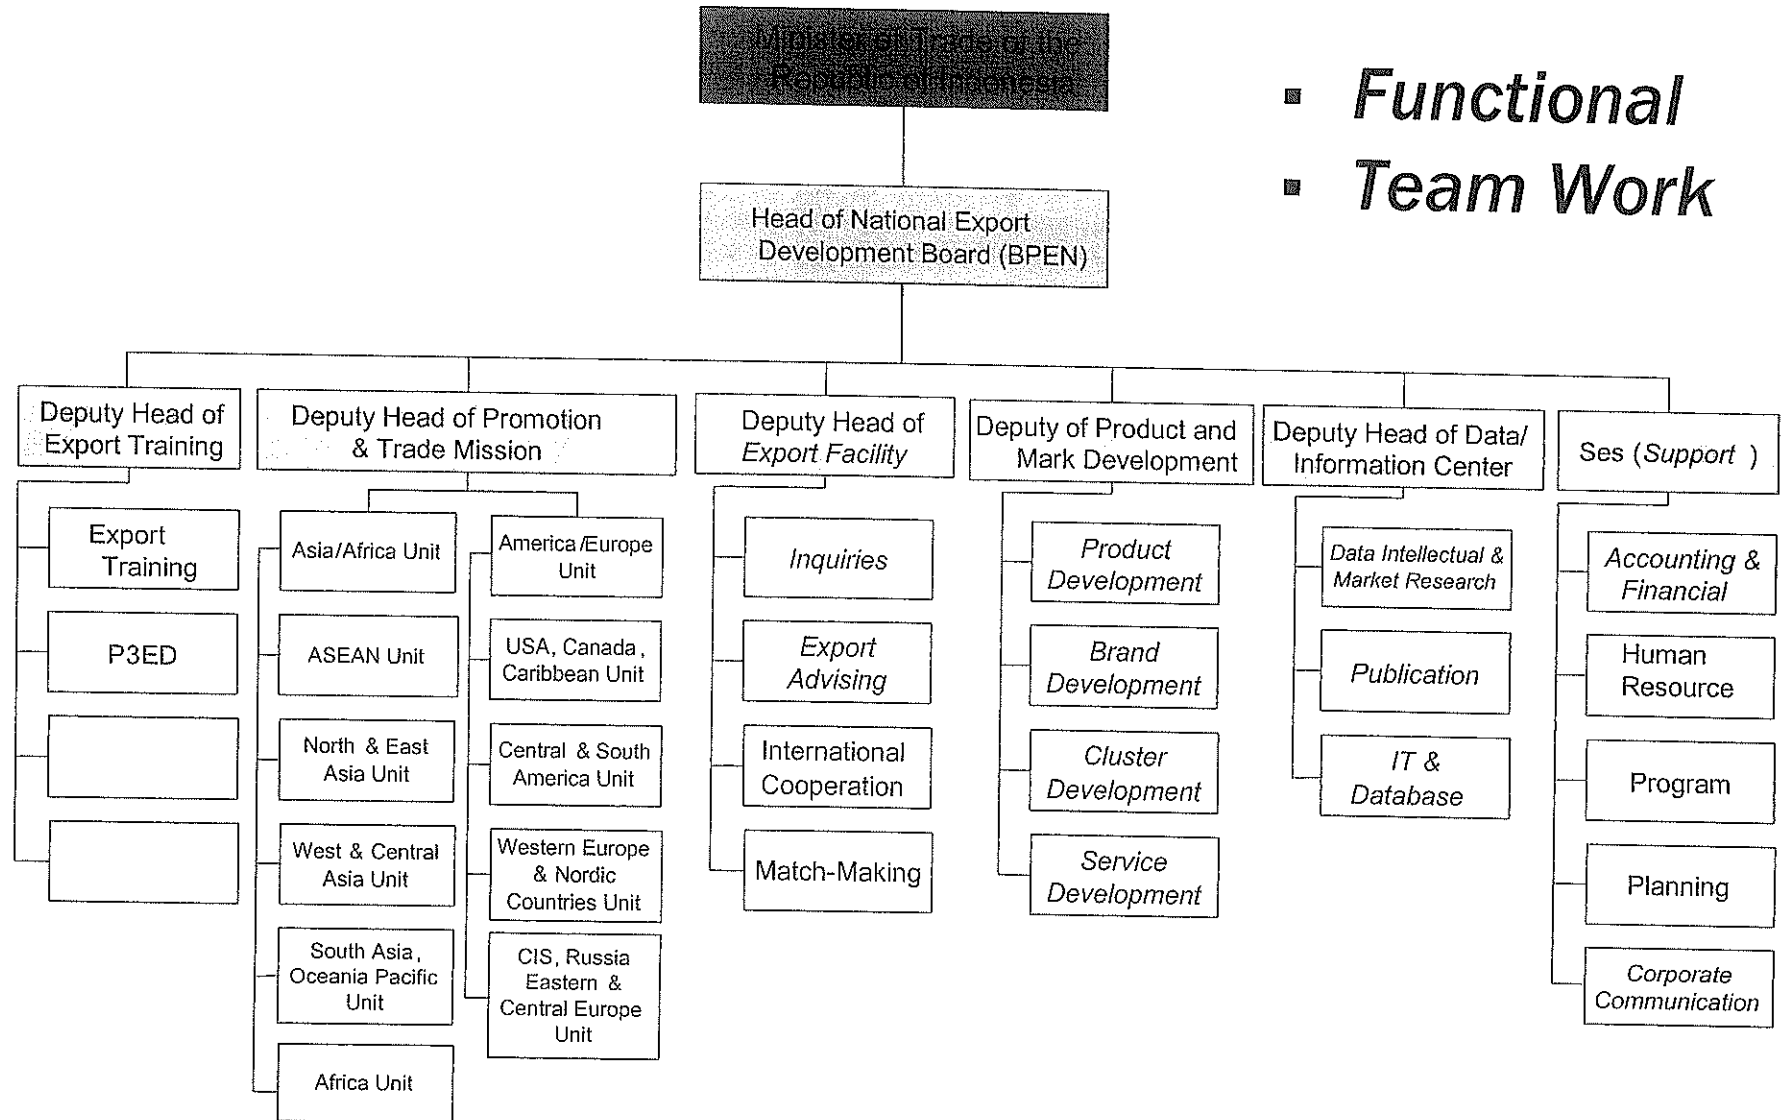 Minister of Trade of the
Republic of Indonesia
▪ Functional
▪ Team Work
Head of National Export
Development Board (BPEN)
Deputy Head of
Export Training
Export
Training
P3ED
Deputy Head of Promotion
& Trade Mission
Asia/Africa Unit
ASEAN Unit
North & East
Asia Unit
West & Central
Asia Unit
South Asia,
Oceania Pacific
Unit
Africa Unit
America/Europe
Unit
USA, Canada,
Caribbean Unit
Central & South
America Unit
Western Europe
& Nordic
Countries Unit
CIS, Russia
Eastern &
Central Europe
Unit
Deputy Head of
Export Facility
Inquiries
Export
Advising
International
Cooperation
Match-Making
Deputy of Product and
Mark Development
Product
Development
Brand
Development
Cluster
Development
Service
Development
Deputy Head of Data/
Information Center
Data Intellectual &
Market Research
Publication
IT &
Database
Ses (Support )
Accounting &
Financial
Human
Resource
Program
Planning
Corporate
Communication